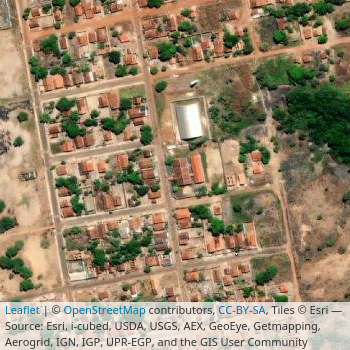 Leaflet | © OpenStreetMap contributors, CC-BY-SA, Tiles © Esri —
Source: Esri, i-cubed, USDA, USGS, AEX, GeoEye, Getmapping,
Aerogrid, IGN, IGP, UPR-EGP, and the GIS User Community